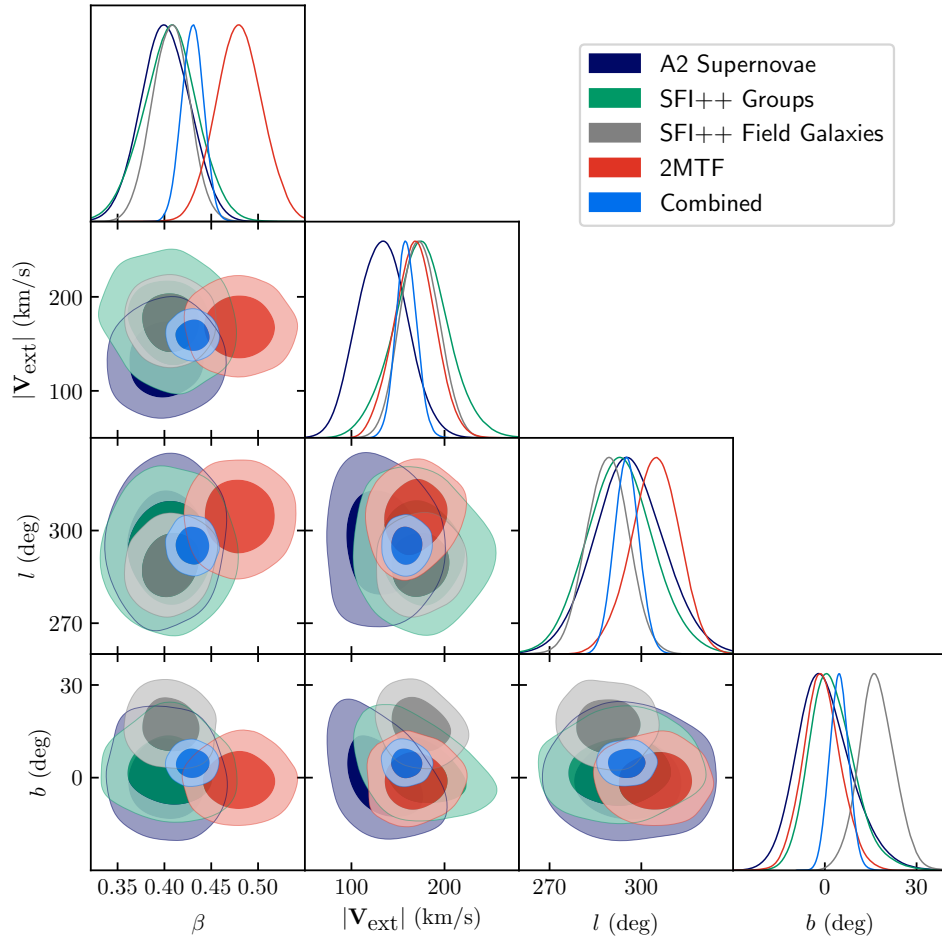 A2 Supernovae
SFI++ Groups
SFI++ Field Galaxies
2MTF
Combined
|V_ext| (km/s)
200
100
l (deg)
300
270
b (deg)
30
0
0.35 0.40 0.45 0.50
100 200
270 300
0 30
β
|V_ext| (km/s)
l (deg)
b (deg)